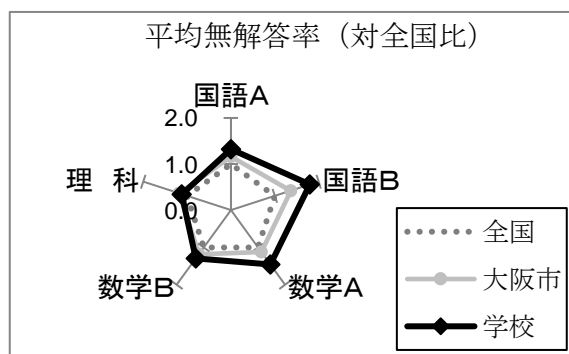 平均無解答率（対全国比）
国語A
2.0
1.0
0.0
国語B
数学A
数学B
理　科
全国
大阪市
学校